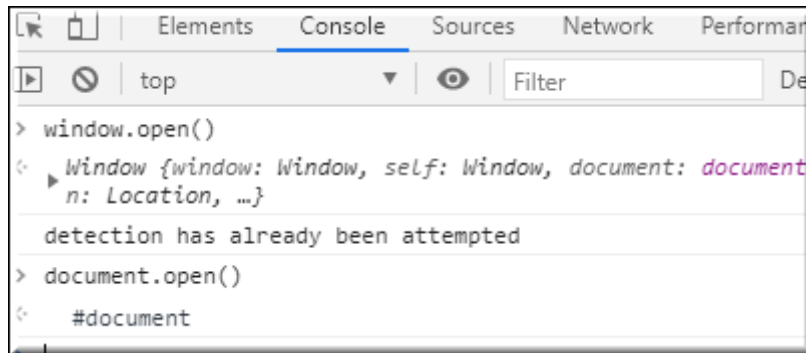 Elements Console Sources Network Performan
top Filter De
> window.open()
Window {window: Window, self: Window, document: document
n: Location, …}
detection has already been attempted
> document.open()
#document
>